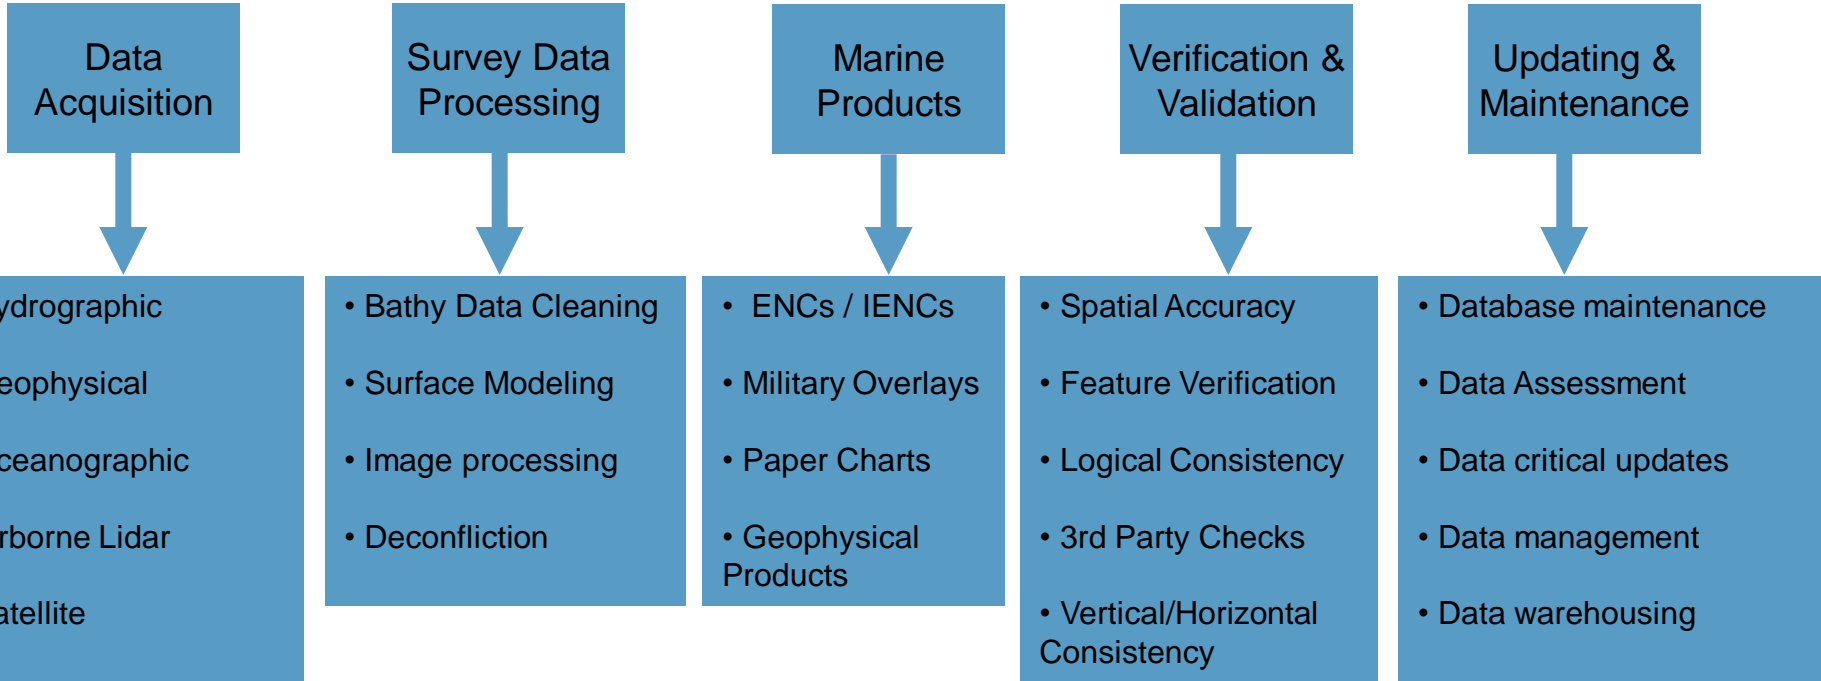 Data
Acquisition
Survey Data
Processing
Marine
Products
Verification &
Validation
Updating &
Maintenance
ydrographic
eophysical
ceanographic
rborne Lidar
atellite
• Bathy Data Cleaning
• Surface Modeling
• Image processing
• Deconfliction
• ENCs / IENCs
• Military Overlays
• Paper Charts
• Geophysical
Products
• Spatial Accuracy
• Feature Verification
• Logical Consistency
• 3rd Party Checks
• Vertical/Horizontal
Consistency
• Database maintenance
• Data Assessment
• Data critical updates
• Data management
• Data warehousing